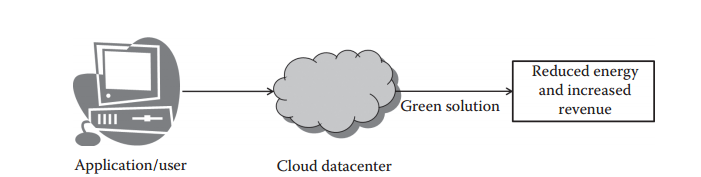 Application/user
Cloud datacenter
Green solution
Reduced energy
and increased
revenue